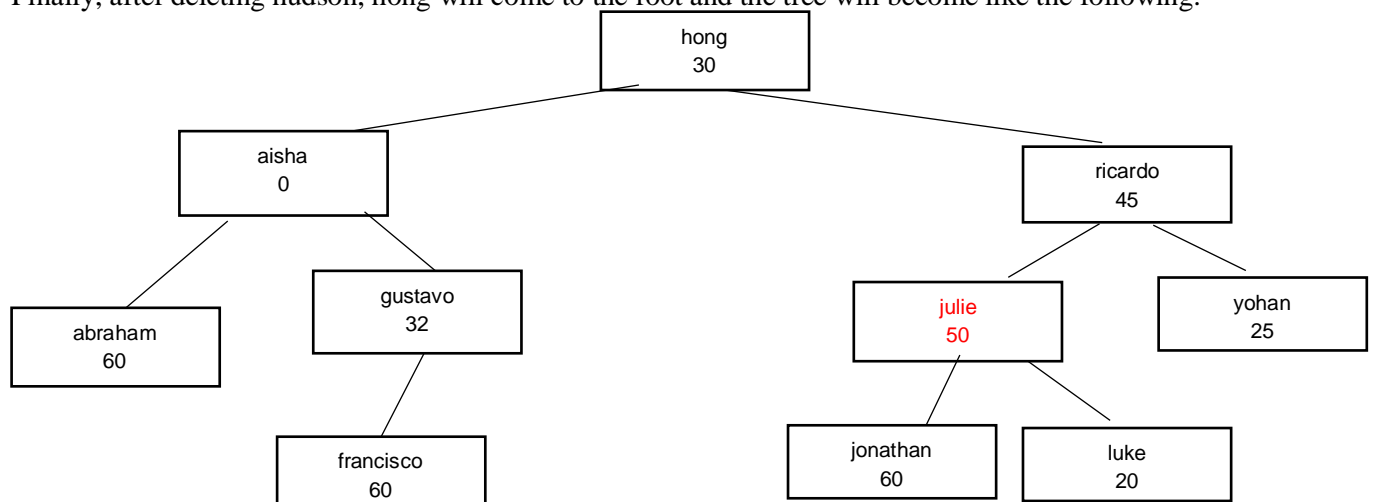 Finally, after deleting hudson, hong will come to the root and the tree will become like the following:
hong
30
aisha
0
ricardo
45
gustavo
32
julie
50
yohan
25
abraham
60
jonathan
60
luke
20
francisco
60